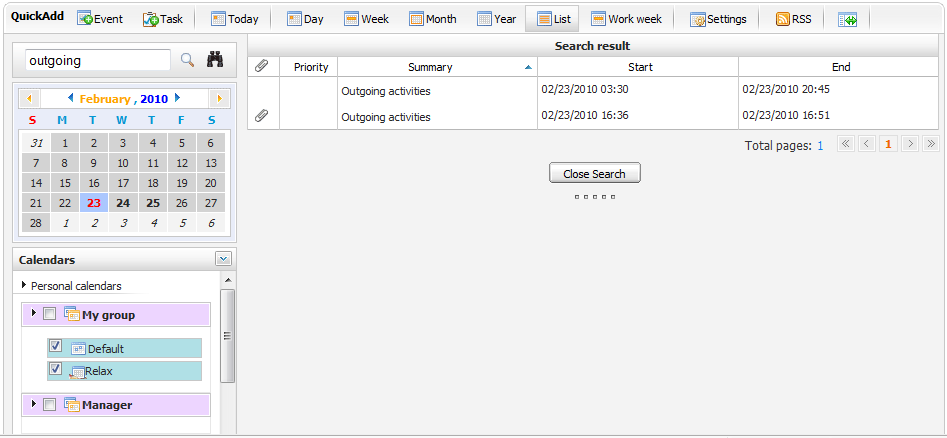 QuickAdd Event Task Today Day Week Month Year List Work week Settings RSS
outgoing
February , 2010
S M T W T F S
31 1 2 3 4 5 6
7 8 9 10 11 12 13
14 15 16 17 18 19 20
21 22 23 24 25 26 27
28 1 2 3 4 5 6
Calendars
Personal calendars
My group
Default
Relax
Manager
Search result
Priority Summary Start End
Outgoing activities 02/23/2010 03:30 02/23/2010 20:45
Outgoing activities 02/23/2010 16:36 02/23/2010 16:51
Total pages: 1 « < 1 > »
Close Search